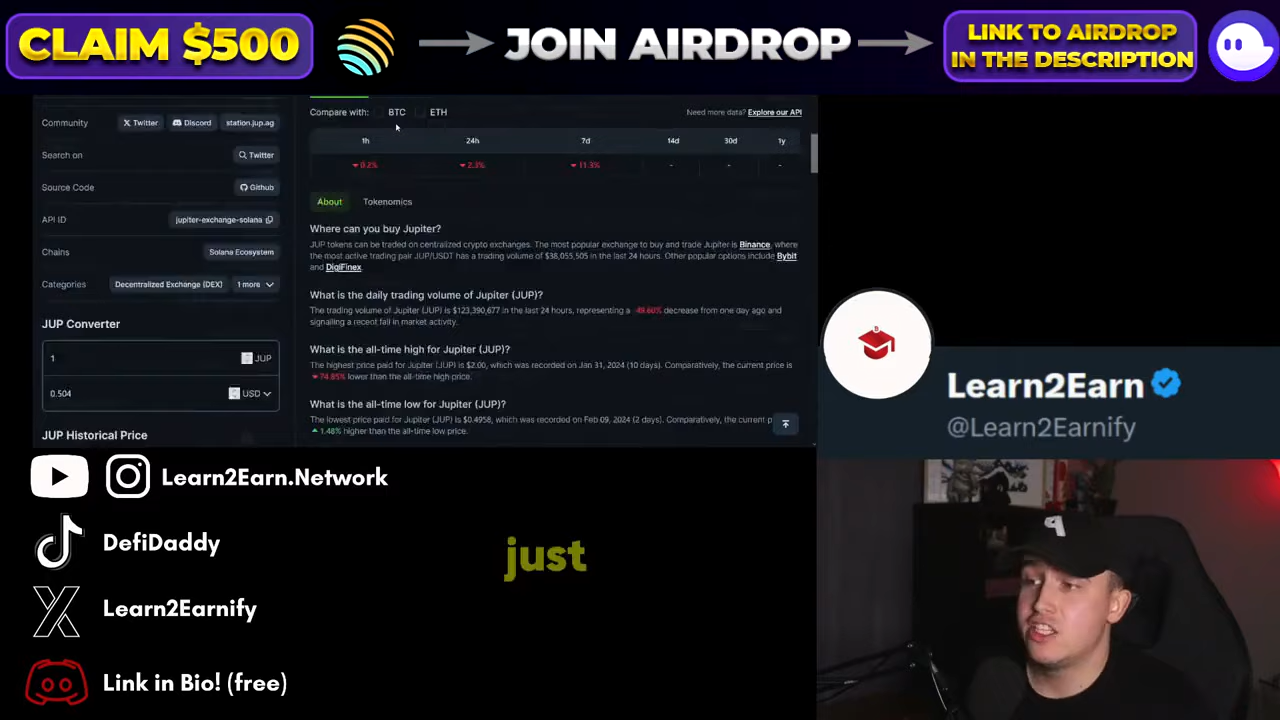 CLAIM $500
JOIN AIRDROP
LINK TO AIRDROP
IN THE DESCRIPTION
Community
Twitter
Discord
station.jup.ag
Search on
Twitter
Source Code
Github
API ID
jupiter-exchange-solana
Chains
Solana Ecosystem
Categories
Decentralized Exchange (DEX)
1 more
JUP Converter
1
JUP
0.504
USD
JUP Historical Price
Compare with:
BTC
ETH
Need more data? Explore our API
1h
24h
7d
14d
30d
1y
0.2%
2.3%
11.3%
-
-
-
About
Tokenomics
Where can you buy Jupiter?
JUP tokens can be traded on centralized crypto exchanges. The most popular exchange to buy and trade Jupiter is Binance, where
the most active trading pair JUP/USDT has a trading volume of $38,055,505 in the last 24 hours. Other popular options include Bybit
and DigiFinex.
What is the daily trading volume of Jupiter (JUP)?
The trading volume of Jupiter (JUP) is $123,390,677 in the last 24 hours, representing a -49.60% decrease from one day ago and
signalling a recent fall in market activity.
What is the all-time high for Jupiter (JUP)?
The highest price paid for Jupiter (JUP) is $2.00, which was recorded on Jan 31, 2024 (10 days). Comparatively, the current price is
74.85% lower than the all-time high price.
What is the all-time low for Jupiter (JUP)?
The lowest price paid for Jupiter (JUP) is $0.4958, which was recorded on Feb 09, 2024 (2 days). Comparatively, the current
1.48% higher than the all-time low price.
Learn2Earn
@Learn2Earnify
Learn2Earn.Network
DefiDaddy
Learn2Earnify
Link in Bio! (free)
just